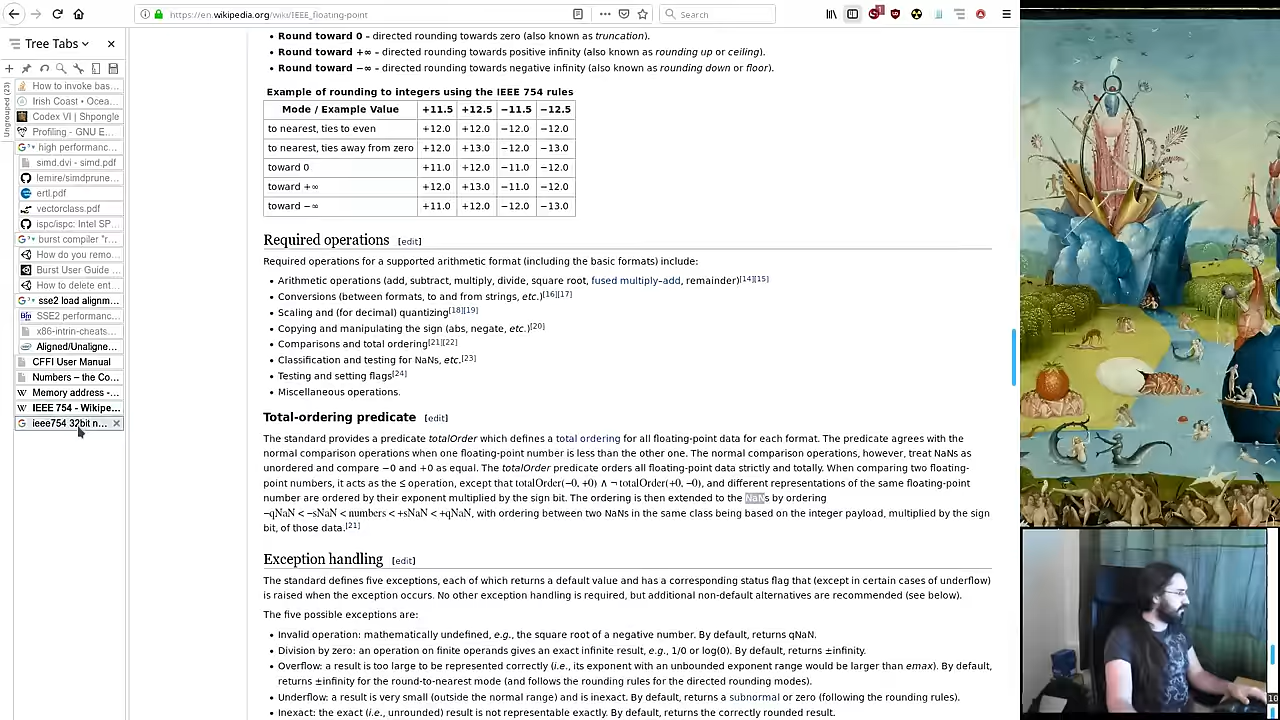 https://en.wikipedia.org/wiki/IEEE_floating-point
Search
1
Tree Tabs
Ungrouped (23)
How to invoke bas...
Irish Coast • Ocea...
Codex VI | Shpongle
Profiling - GNU E...
high performanc...
simd.dvi - simd.pdf
lemire/simdprune...
ertl.pdf
vectorclass.pdf
ispc/ispc: Intel SP...
burst compiler "r...
How do you remo...
Burst User Guide ...
How to delete ent...
sse2 load alignm...
SSE2 performanc...
x86-intrin-cheats...
Aligned/Unaligne...
CFFI User Manual
Numbers – the Co...
Memory address -...
IEEE 754 - Wikipe...
ieee754 32bit n...
• Round toward 0 – directed rounding towards zero (also known as truncation).
• Round toward +∞ – directed rounding towards positive infinity (also known as rounding up or ceiling).
• Round toward −∞ – directed rounding towards negative infinity (also known as rounding down or floor).
Example of rounding to integers using the IEEE 754 rules
Mode / Example Value +11.5 +12.5 −11.5 −12.5
to nearest, ties to even +12.0 +12.0 −12.0 −12.0
to nearest, ties away from zero +12.0 +13.0 −12.0 −13.0
toward 0 +11.0 +12.0 −11.0 −12.0
toward +∞ +12.0 +13.0 −11.0 −12.0
toward −∞ +11.0 +12.0 −12.0 −13.0
Required operations [edit]
Required operations for a supported arithmetic format (including the basic formats) include:
• Arithmetic operations (add, subtract, multiply, divide, square root, fused multiply–add, remainder)[14][15]
• Conversions (between formats, to and from strings, etc.)[16][17]
• Scaling and (for decimal) quantizing[18][19]
• Copying and manipulating the sign (abs, negate, etc.)[20]
• Comparisons and total ordering[21][22]
• Classification and testing for NaNs, etc.[23]
• Testing and setting flags[24]
• Miscellaneous operations.
Total-ordering predicate [edit]
The standard provides a predicate totalOrder which defines a total ordering for all floating-point data for each format. The predicate agrees with the
normal comparison operations when one floating-point number is less than the other one. The normal comparison operations, however, treat NaNs as
unordered and compare −0 and +0 as equal. The totalOrder predicate orders all floating-point data strictly and totally. When comparing two floating-
point numbers, it acts as the ≤ operation, except that totalOrder(−0, +0) ∧ ¬ totalOrder(+0, −0), and different representations of the same floating-point
number are ordered by their exponent multiplied by the sign bit. The ordering is then extended to the NaNs by ordering
−qNaN < −sNaN < numbers < +sNaN < +qNaN, with ordering between two NaNs in the same class being based on the integer payload, multiplied by the sign
bit, of those data.[21]
Exception handling [edit]
The standard defines five exceptions, each of which returns a default value and has a corresponding status flag that (except in certain cases of underflow)
is raised when the exception occurs. No other exception handling is required, but additional non-default alternatives are recommended (see below).
The five possible exceptions are:
• Invalid operation: mathematically undefined, e.g., the square root of a negative number. By default, returns qNaN.
• Division by zero: an operation on finite operands gives an exact infinite result, e.g., 1/0 or log(0). By default, returns ±infinity.
• Overflow: a result is too large to be represented correctly (i.e., its exponent with an unbounded exponent range would be larger than emax). By default,
returns ±infinity for the round-to-nearest mode (and follows the rounding rules for the directed rounding modes).
• Underflow: a result is very small (outside the normal range) and is inexact. By default, returns a subnormal or zero (following the rounding rules).
• Inexact: the exact (i.e., unrounded) result is not representable exactly. By default, returns the correctly rounded result.
10